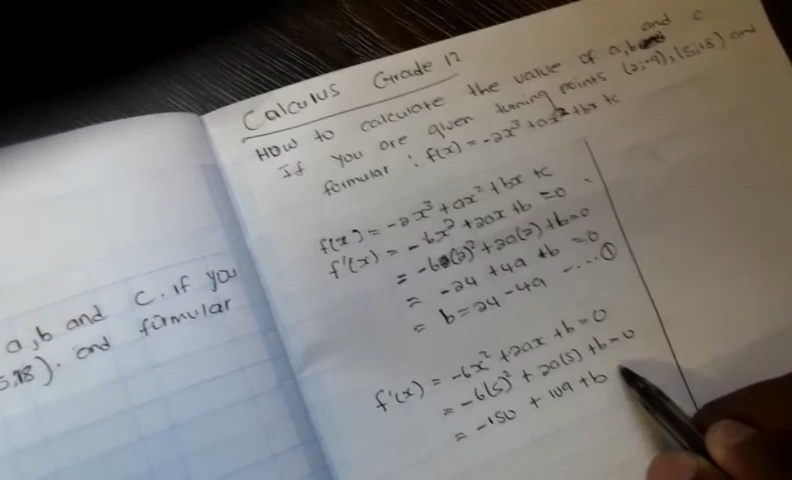 Calculus Grade 12
How to calculate the value of a, b and c
If you are given turning points (2;-9), (5;18) and
formular : f(x) = -2x³ + ax² + bx + c
f(x) = -2x³ + ax² + bx + c
f'(x) = -6x² + 2ax + b = 0
= -6(2)² + 2a(2) + b = 0
= -24 + 4a + b = 0
= b = 24 - 4a ----- ①
f'(x) = -6x² + 2ax + b = 0
= -6(5)² + 2a(5) + b = 0
= -150 + 10a + b
a, b and c. if you
5;18). and formular